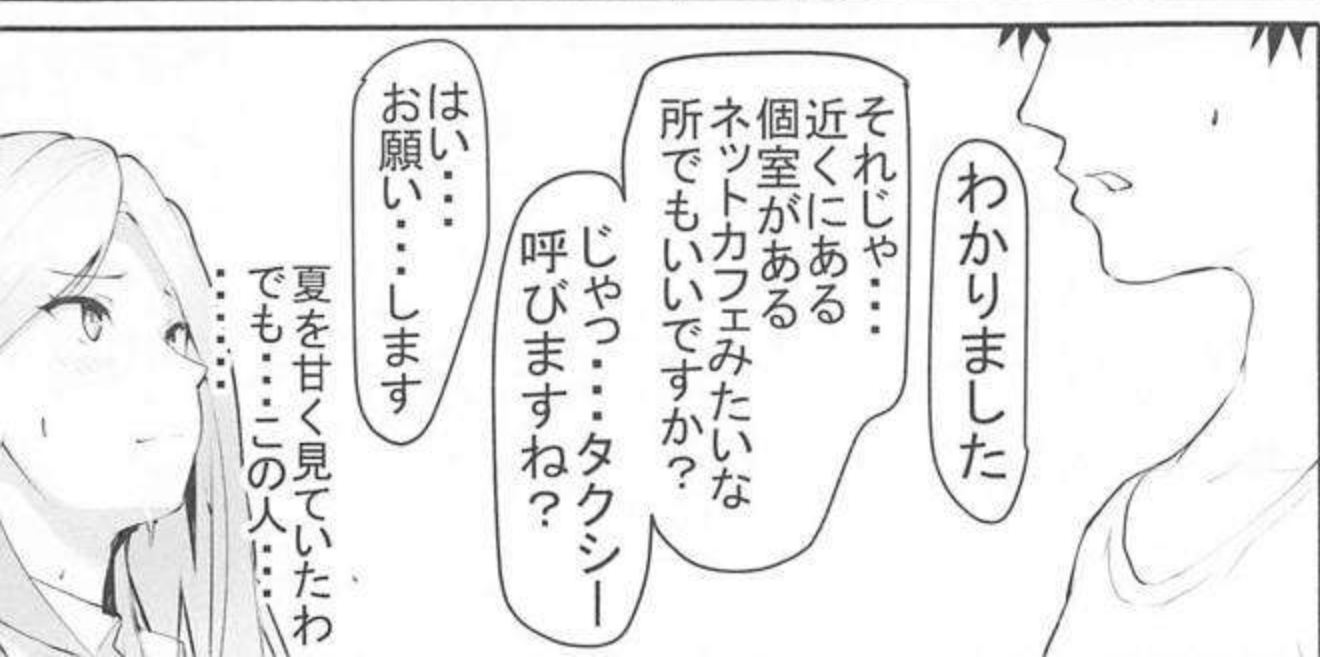 わかりました
それじゃ・・・
近くにある
個室がある
ネットカフェみたいな
所でもいいですか？
じゃっ・・・タクシー
呼びますね？
はい・・・
お願い・・・します
夏を甘く見ていたわ
でも・・・この人・・・
・・・・・・